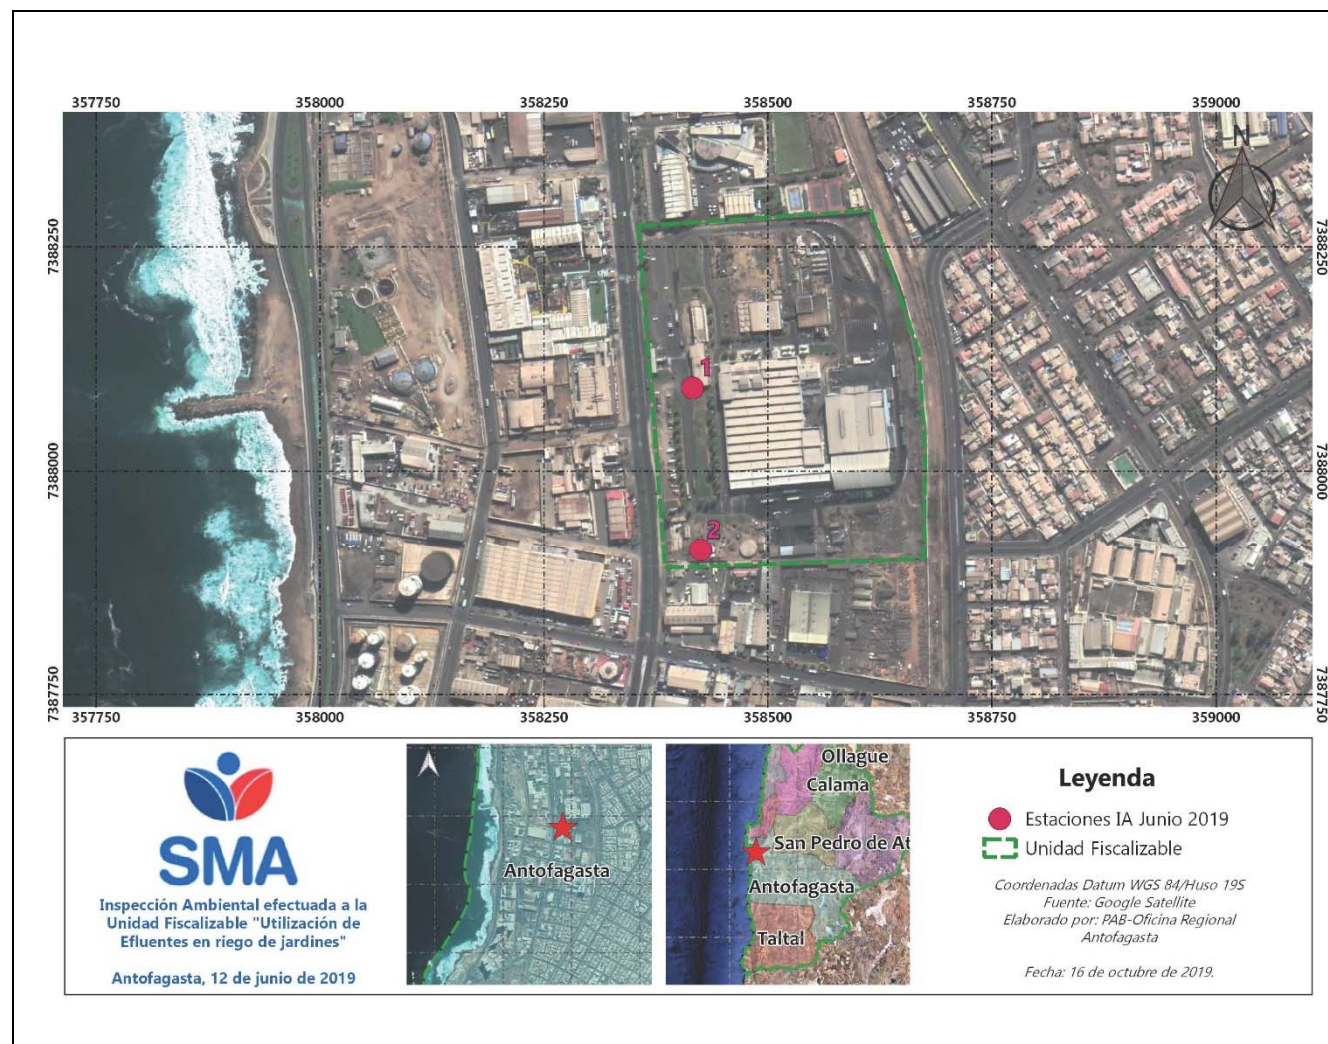 357750 358000 358250 358500 358750 359000
N
7388250 7388250
1
7388000 7388000
2
7387750 7387750
357750 358000 358250 358500 358750 359000
SMA
Inspección Ambiental efectuada a la
Unidad Fiscalizable "Utilización de
Efluentes en riego de jardines"
Antofagasta, 12 de junio de 2019
Antofagasta
Ollague
Calama
San Pedro de At
Antofagasta
Taltal
Leyenda
Estaciones IA Junio 2019
Unidad Fiscalizable
Coordenadas Datum WGS 84/Huso 19S
Fuente: Google Satellite
Elaborado por: PAB-Oficina Regional
Antofagasta
Fecha: 16 de octubre de 2019.